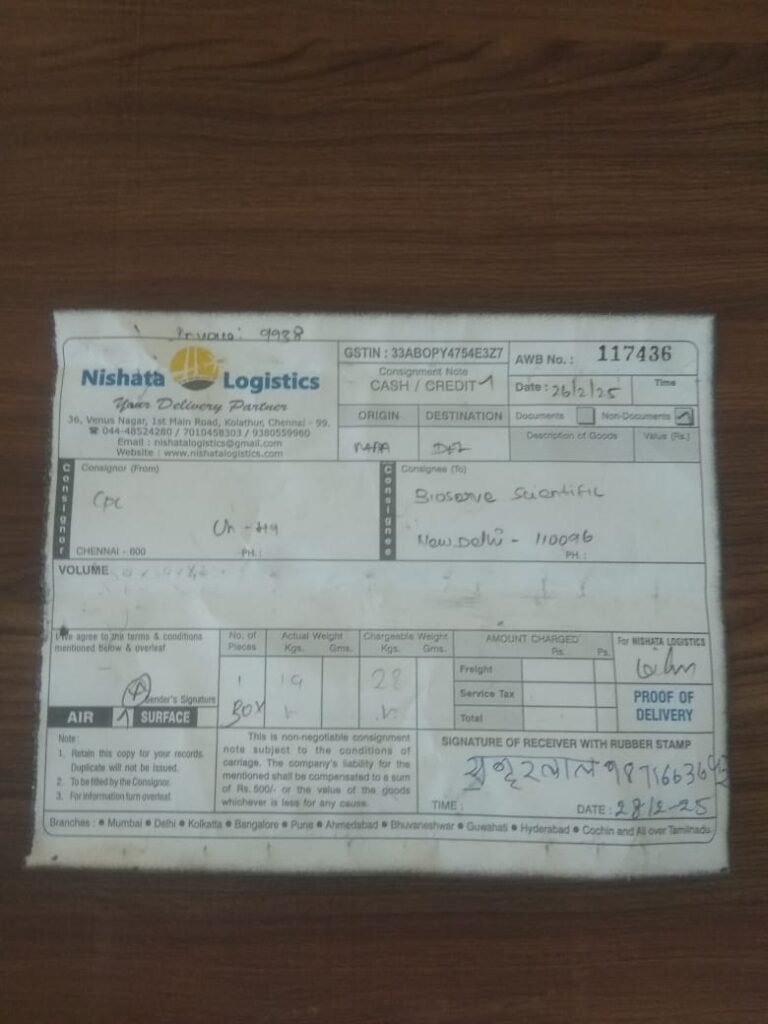 9938
Nishata Logistics
Your Delivery Partner
36, Venus Nagar, 1st Main Road, Kolathur, Chennai - 99.
☎ 044-48524280 / 7010458303 / 9380559960
Email : nishatalogistics@gmail.com
Website : www.nishatalogistics.com
GSTIN : 33ABOPY4754E3Z7
Consignment Note
CASH / CREDIT
AWB No. : 117436
Date : 26/2/25
Time
ORIGIN
DESTINATION
MAA
DEL
Documents
Non-Documents
Description of Goods
Value (Rs.)
Consignor
Consignor (From)
Cpc
Ch - 49
CHENNAI - 600
PH. :
Consignee
Consignee (To)
Bioserve Scientific
New Delhi - 110096
PH. :
VOLUME
I/We agree to the terms & conditions
mentioned below & overleaf
Sender's Signature
AIR
SURFACE
No. of Pieces
1
BOX
Actual Weight
Kgs. Gms.
19
Chargeable Weight
Kgs. Gms.
28
AMOUNT CHARGED
Rs. Ps.
Freight
Service Tax
Total
For NISHATA LOGISTICS
PROOF OF
DELIVERY
Note :
1. Retain this copy for your records.
Duplicate will not be issued.
2. To be filled by the Consignor.
3. For information turn overleaf.
This is non-negotiable consignment
note subject to the conditions of
carriage. The company's liability for the
mentioned shall be compensated to a sum
of Rs. 500/- or the value of the goods
whichever is less for any cause.
SIGNATURE OF RECEIVER WITH RUBBER STAMP
TIME :
DATE : 28/2-25
Branches : ● Mumbai ● Delhi ● Kolkatta ● Bangalore ● Pune ● Ahmedabad ● Bhuvaneshwar ● Guwahati ● Hyderabad ● Cochin and All over Tamilnadu